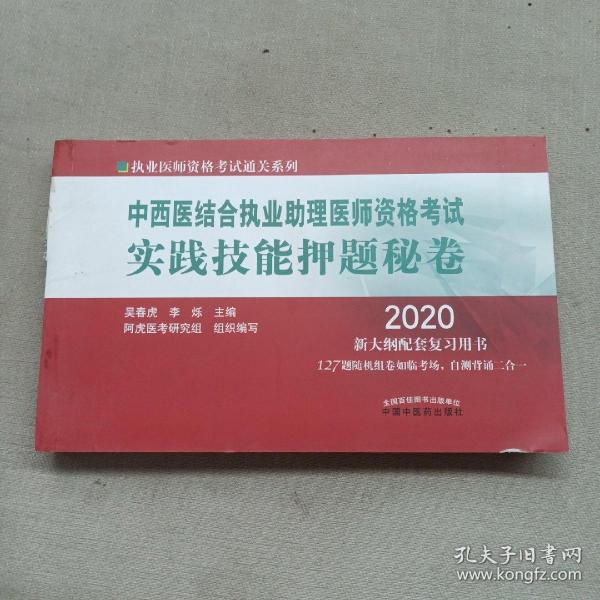 执业医师资格考试通关系列
中西医结合执业助理医师资格考试
实践技能押题秘卷
吴春虎 李 烁 主编
阿虎医考研究组 组织编写
2020
新大纲配套复习用书
127题随机组卷如临考场，自测背诵二合一
全国百佳图书出版单位
中国中医药出版社
孔夫子旧书网
www.kongfz.com